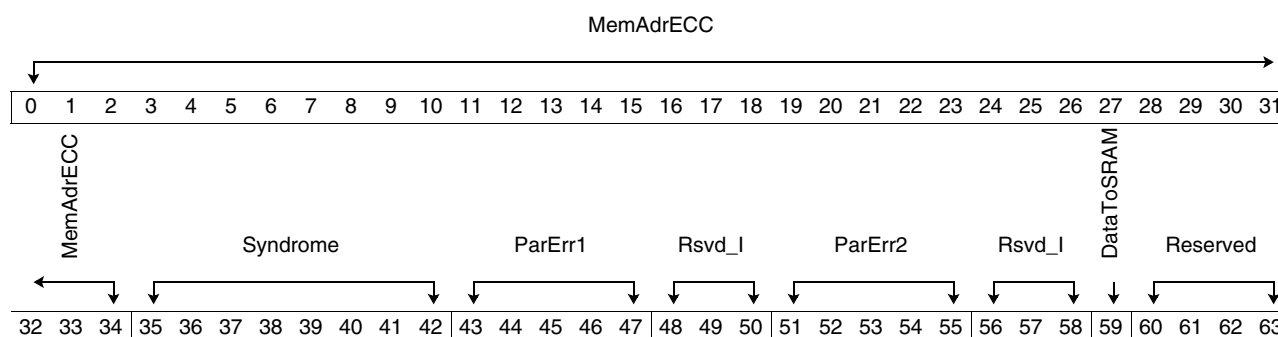 MemAdrECC
0 1 2 3 4 5 6 7 8 9 10 11 12 13 14 15 16 17 18 19 20 21 22 23 24 25 26 27 28 29 30 31
MemAdrECC
Syndrome
ParErr1
Rsvd_I
ParErr2
Rsvd_I
DataToSRAM
Reserved
32 33 34 35 36 37 38 39 40 41 42 43 44 45 46 47 48 49 50 51 52 53 54 55 56 57 58 59 60 61 62 63